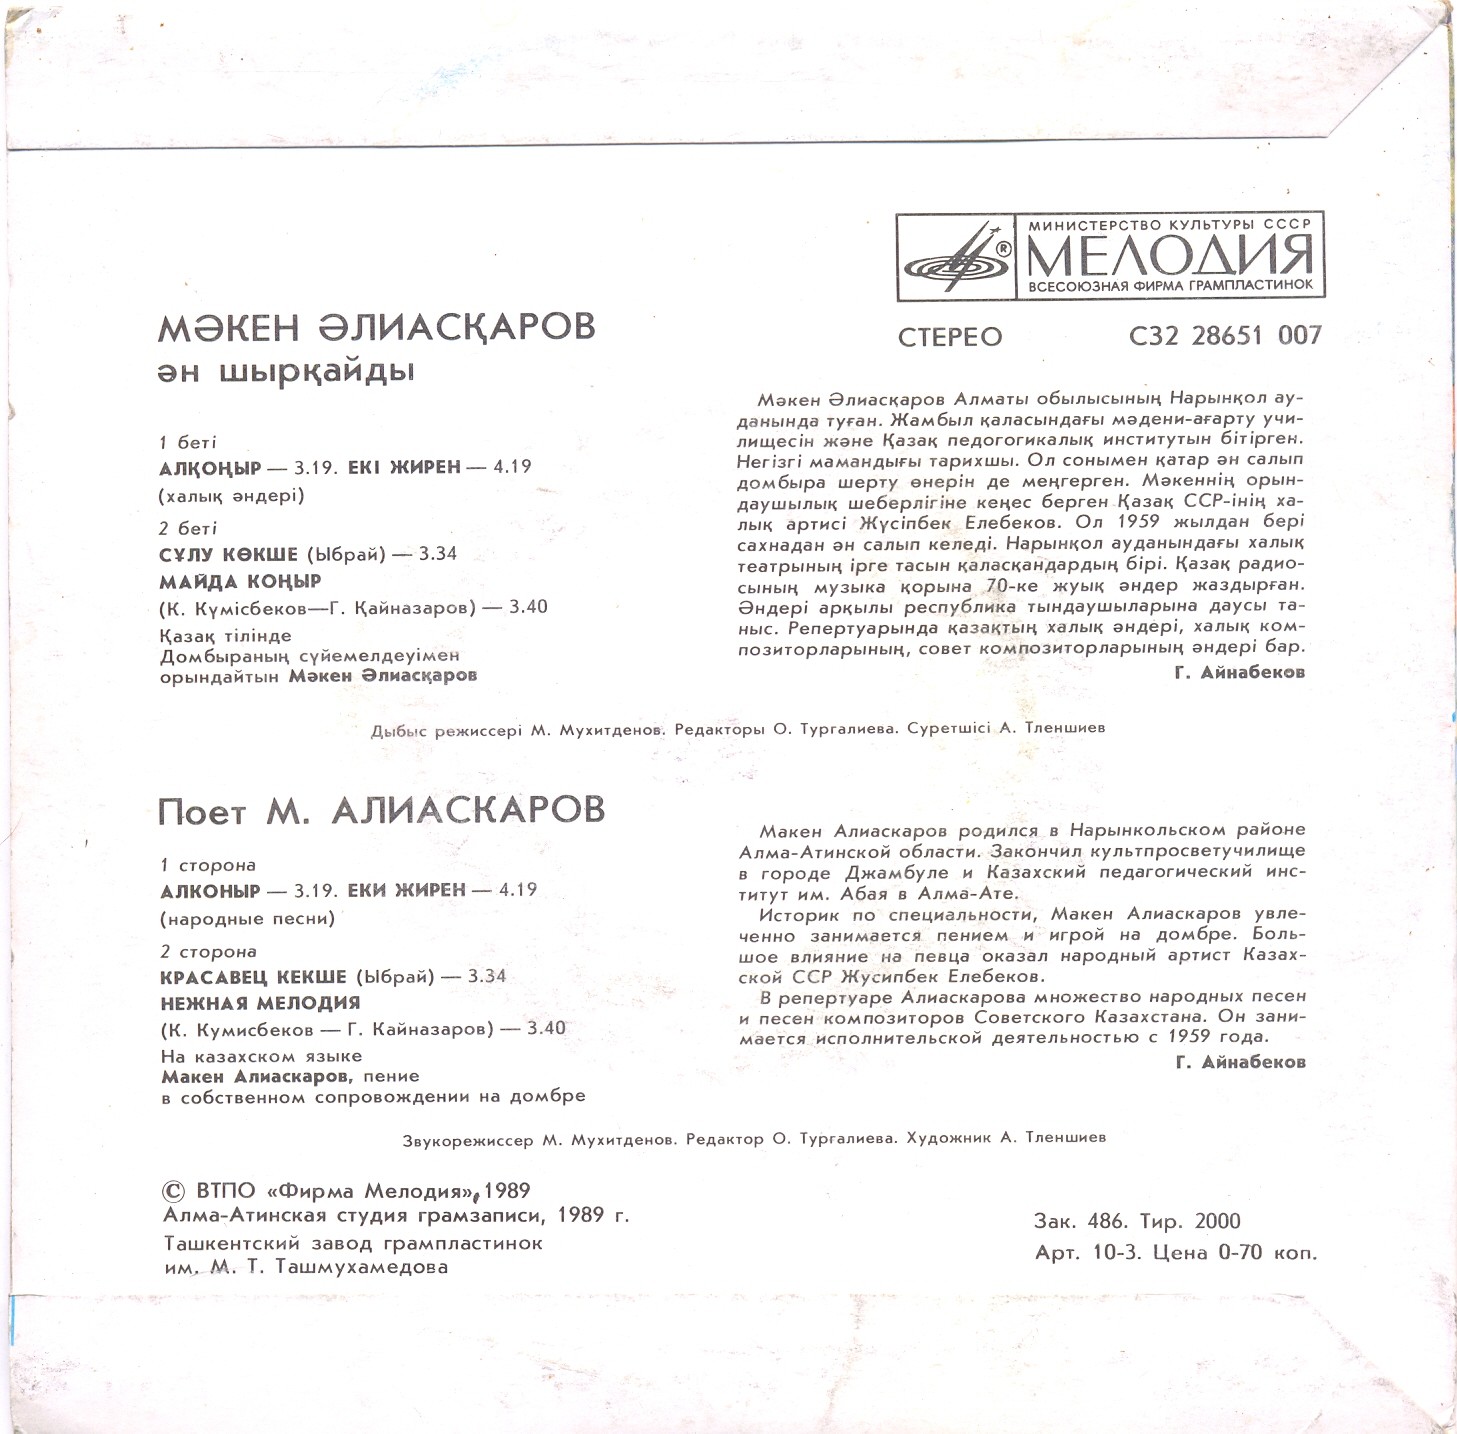 МИНИСТЕРСТВО КУЛЬТУРЫ СССР
®
МЕЛОДИЯ
ВСЕСОЮЗНАЯ ФИРМА ГРАМПЛАСТИНОК
СТЕРЕО С32 28651 007
МӘКЕН ӘЛИАСҚАРОВ
ән шырқайды
1 беті
АЛҚОҢЫР — 3.19. ЕКІ ЖИРЕН — 4.19
(халық әндері)
2 беті
СҰЛУ КӨКШЕ (Ыбрай) — 3.34
МАЙДА ҚОҢЫР
(К. Күмісбеков—Г. Қайназаров) — 3.40
Қазақ тілінде
Домбыраның сүйемелдеуімен
орындайтын Мәкен Әлиасқаров
Мәкен Әлиасқаров Алматы обылысының Нарынқол ау-
данында туған. Жамбыл қаласындағы мәдени-ағарту учи-
лищесін және Қазақ педогогикалық институтын бітірген.
Негізгі мамандығы тарихшы. Ол сонымен қатар ән салып
домбыра шерту өнерін де меңгерген. Мәкеннің орын-
даушылық шеберлігіне кеңес берген Қазақ ССР-інің ха-
лық артисі Жүсіпбек Елебеков. Ол 1959 жылдан бері
сахнадан ән салып келеді. Нарынқол ауданындағы халық
театрының ірге тасын қаласқандардың бірі. Қазақ радио-
сының музыка қорына 70-ке жуық әндер жаздырған.
Әндері арқылы республика тындаушыларына даусы та-
ныс. Репертуарында қазақтың халық әндері, халық ком-
позиторларының, совет композиторларының әндері бар.
Г. Айнабеков
Дыбыс режиссері М. Мухитденов. Редакторы О. Тургалиева. Суретшісі А. Тленшиев
Поет М. АЛИАСКАРОВ
1 сторона
АЛКОНЫР — 3.19. ЕКИ ЖИРЕН — 4.19
(народные песни)
2 сторона
КРАСАВЕЦ КЕКШЕ (Ыбрай) — 3.34
НЕЖНАЯ МЕЛОДИЯ
(К. Кумисбеков — Г. Кайназаров) — 3.40
На казахском языке
Макен Алиаскаров, пение
в собственном сопровождении на домбре
Макен Алиаскаров родился в Нарынкольском районе
Алма-Атинской области. Закончил культпросветучилище
в городе Джамбуле и Казахский педагогический инс-
титут им. Абая в Алма-Ате.
Историк по специальности, Макен Алиаскаров увле-
ченно занимается пением и игрой на домбре. Боль-
шое влияние на певца оказал народный артист Казах-
ской ССР Жусипбек Елебеков.
В репертуаре Алиаскарова множество народных песен
и песен композиторов Советского Казахстана. Он зани-
мается исполнительской деятельностью с 1959 года.
Г. Айнабеков
Звукорежиссер М. Мухитденов. Редактор О. Тургалиева. Художник А. Тленшиев
© ВТПО «Фирма Мелодия», 1989
Алма-Атинская студия грамзаписи, 1989 г.
Ташкентский завод грампластинок
им. М. Т. Ташмухамедова
Зак. 486. Тир. 2000
Арт. 10-3. Цена 0-70 коп.